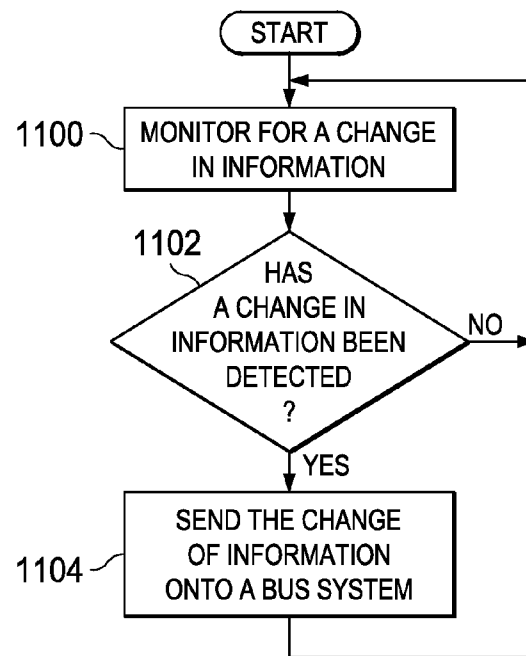 START
1100
MONITOR FOR A CHANGE
IN INFORMATION
1102
HAS
A CHANGE IN
INFORMATION BEEN
DETECTED
?
NO
YES
1104
SEND THE CHANGE
OF INFORMATION
ONTO A BUS SYSTEM